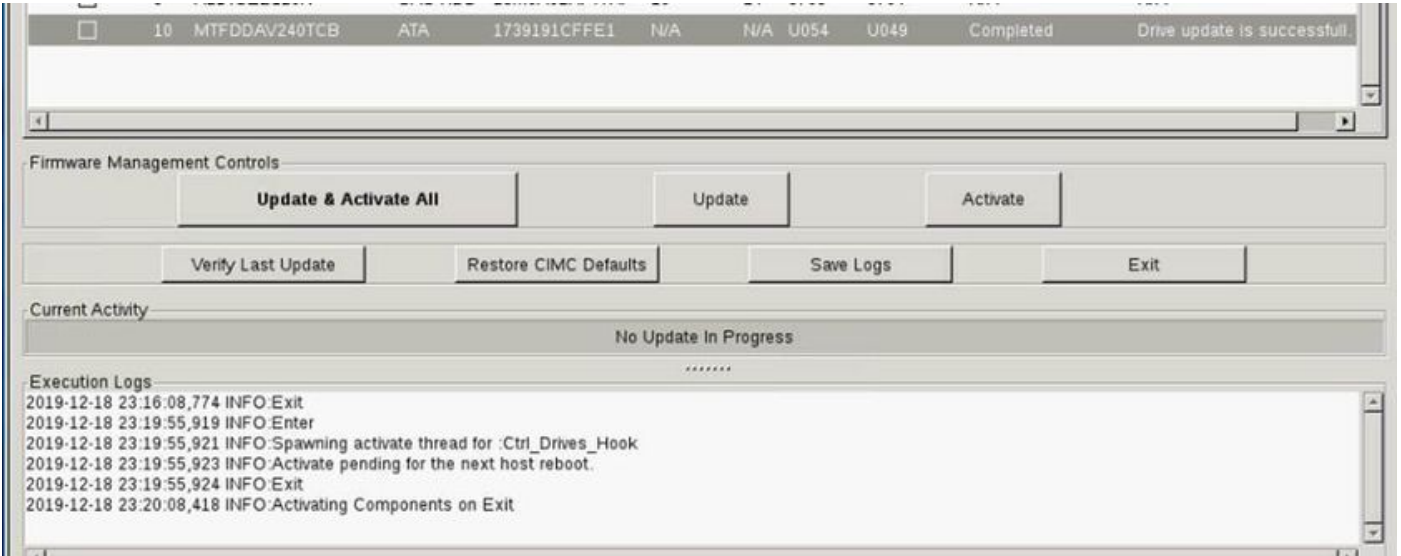 10 MTFDDAV240TCB ATA 1739191CFFE1 N/A N/A U054 U049 Completed Drive update is successfull.
Firmware Management Controls
Update & Activate All Update Activate
Verify Last Update Restore CIMC Defaults Save Logs Exit
Current Activity
No Update In Progress
Execution Logs
2019-12-18 23:16:08,774 INFO:Exit
2019-12-18 23:19:55,919 INFO:Enter
2019-12-18 23:19:55,921 INFO:Spawning activate thread for :Ctrl_Drives_Hook
2019-12-18 23:19:55,923 INFO:Activate pending for the next host reboot.
2019-12-18 23:19:55,924 INFO:Exit
2019-12-18 23:20:08,418 INFO:Activating Components on Exit